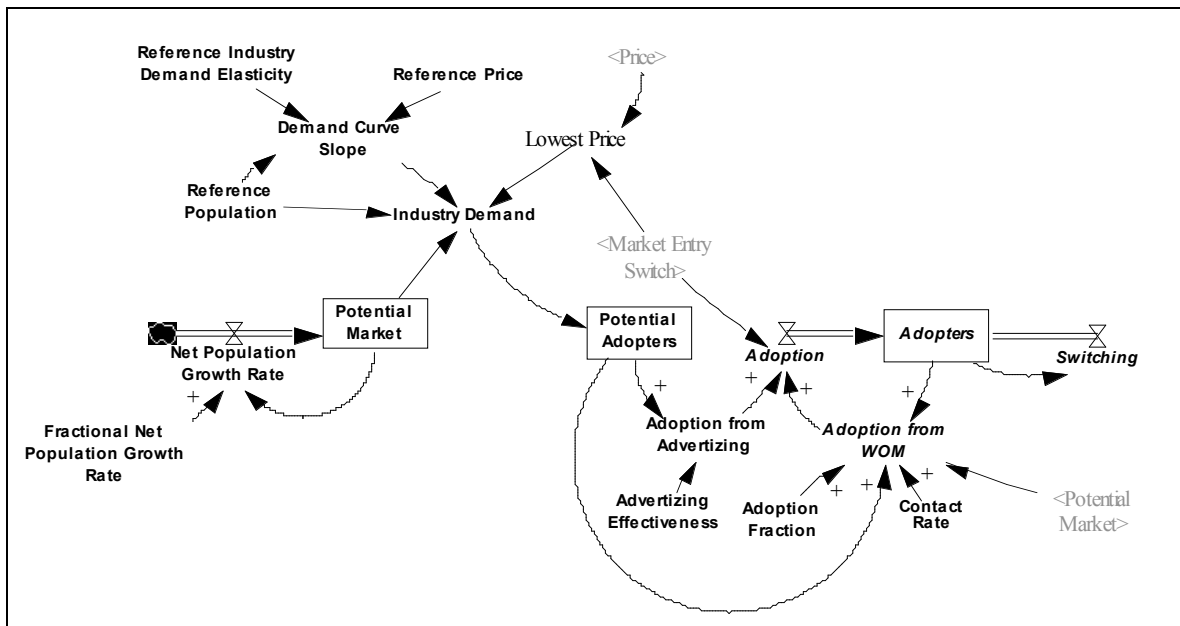 Reference Industry
Demand Elasticity
Reference Price
<Price>
Demand Curve
Slope
Lowest Price
Reference
Population
Industry Demand
<Market Entry
Switch>
Potential
Market
Potential
Adopters
Adoption
Adopters
Switching
Net Population
Growth Rate
+
+
+
+
+
Fractional Net
Population Growth
Rate
Adoption from
Advertizing
Adoption from
WOM
+
+
+
Advertizing
Effectiveness
Adoption
Fraction
Contact
Rate
<Potential
Market>